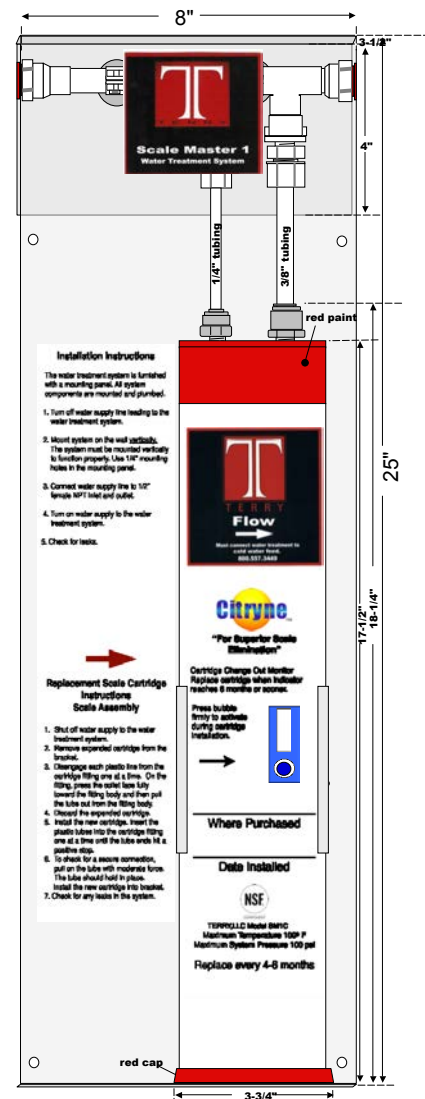 8"
3-1/2"
T
TERRY
Scale Master 1
Water Treatment System
4"
1/4" tubing
3/8" tubing
red paint
25"
18-1/4"
17-1/2"
Installation Instructions
The water treatment system is furnished
with a mounting panel. All system
components are mounted and plumbed.
1. Turn off water supply line leading to the
water treatment system.
2. Mount system on the wall vertically.
The system must be mounted vertically
to function properly. Use 1/4" mounting
holes in the mounting panel.
3. Connect water supply line to 1/2"
female NPT inlet and outlet.
4. Turn on water supply to the water
treatment system.
5. Check for leaks.
Replacement Scale Cartridge
Instructions
Scale Assembly
1. Shut off water supply to the water
treatment system.
2. Remove expended cartridge from the
bracket.
3. Disengage each plastic line from the
cartridge fitting one at a time. On the
fitting, press the outlet face fully
toward the fitting body and then pull
the tube out from the fitting body.
4. Discard the expended cartridge.
5. Install the new cartridge. Insert the
plastic tubes into the cartridge fitting
one at a time until the tube ends hit a
positive stop.
6. To check for a secure connection,
pull on the tube with moderate force.
The tube should hold in place.
Install the new cartridge into bracket.
7. Check for any leaks in the system.
T
TERRY
Flow
Must connect water treatment to
cold water feed.
800.557.3449
Citryne
"For Superior Scale
Elimination"
Cartridge Change Out Monitor
Replace cartridge when indicator
reaches 6 months or sooner.
Press bubble
firmly to activate
during cartridge
installation.
Where Purchased
Date Installed
NSF
TERRY,LLC Model SM1C
Maximum Temperature 100º F
Maximum System Pressure 100 psi
Replace every 4-6 months
red cap
3-3/4"